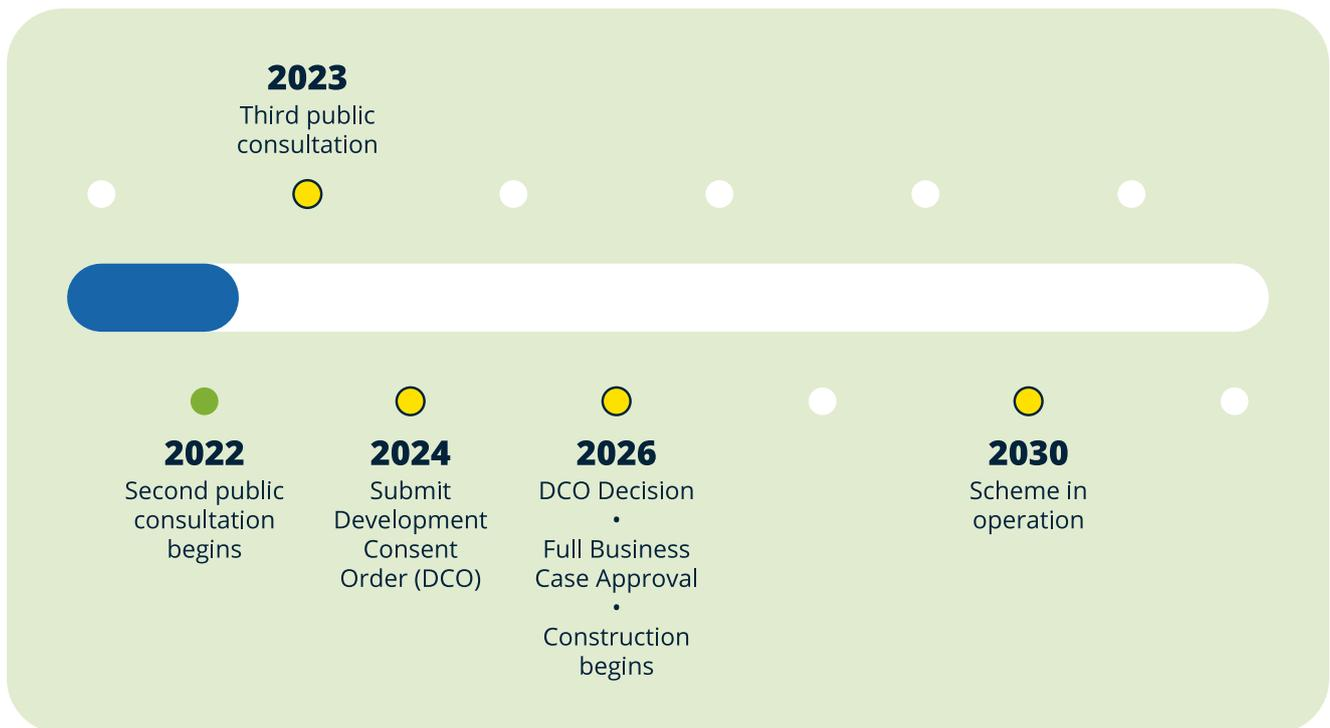 2023
Third public
consultation
2022
Second public
consultation
begins
2024
Submit
Development
Consent
Order (DCO)
2026
DCO Decision
•
Full Business
Case Approval
•
Construction
begins
2030
Scheme in
operation